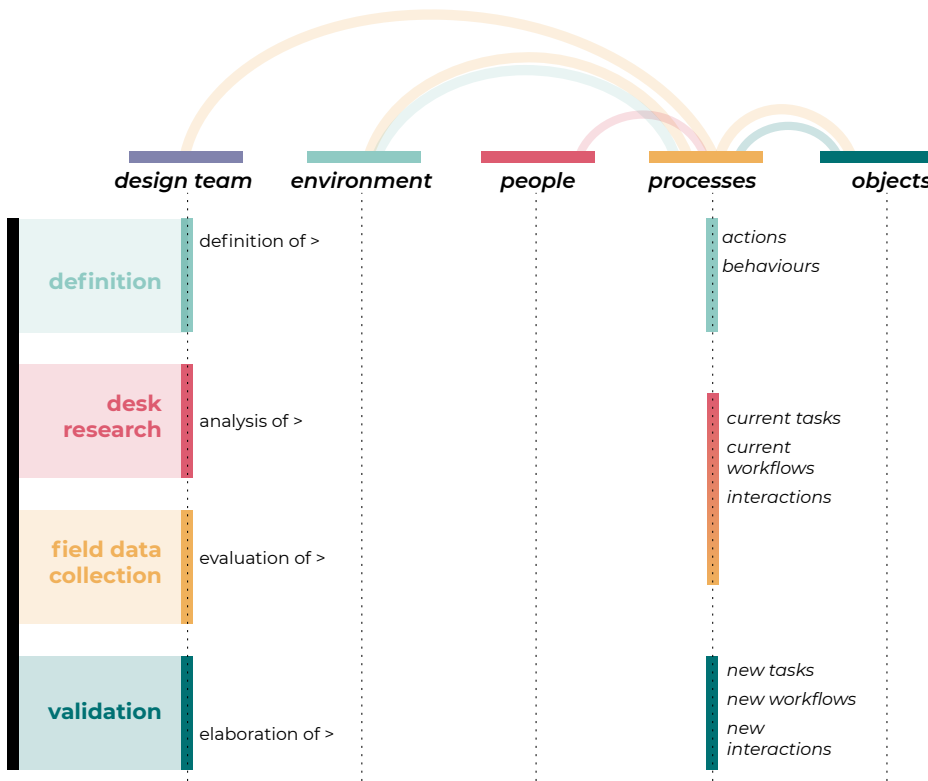 design team
environment
people
processes
objects
definition
definition of >
actions
behaviours
desk
research
analysis of >
current tasks
current
workflows
interactions
field data
collection
evaluation of >
validation
elaboration of >
new tasks
new workflows
new
interactions